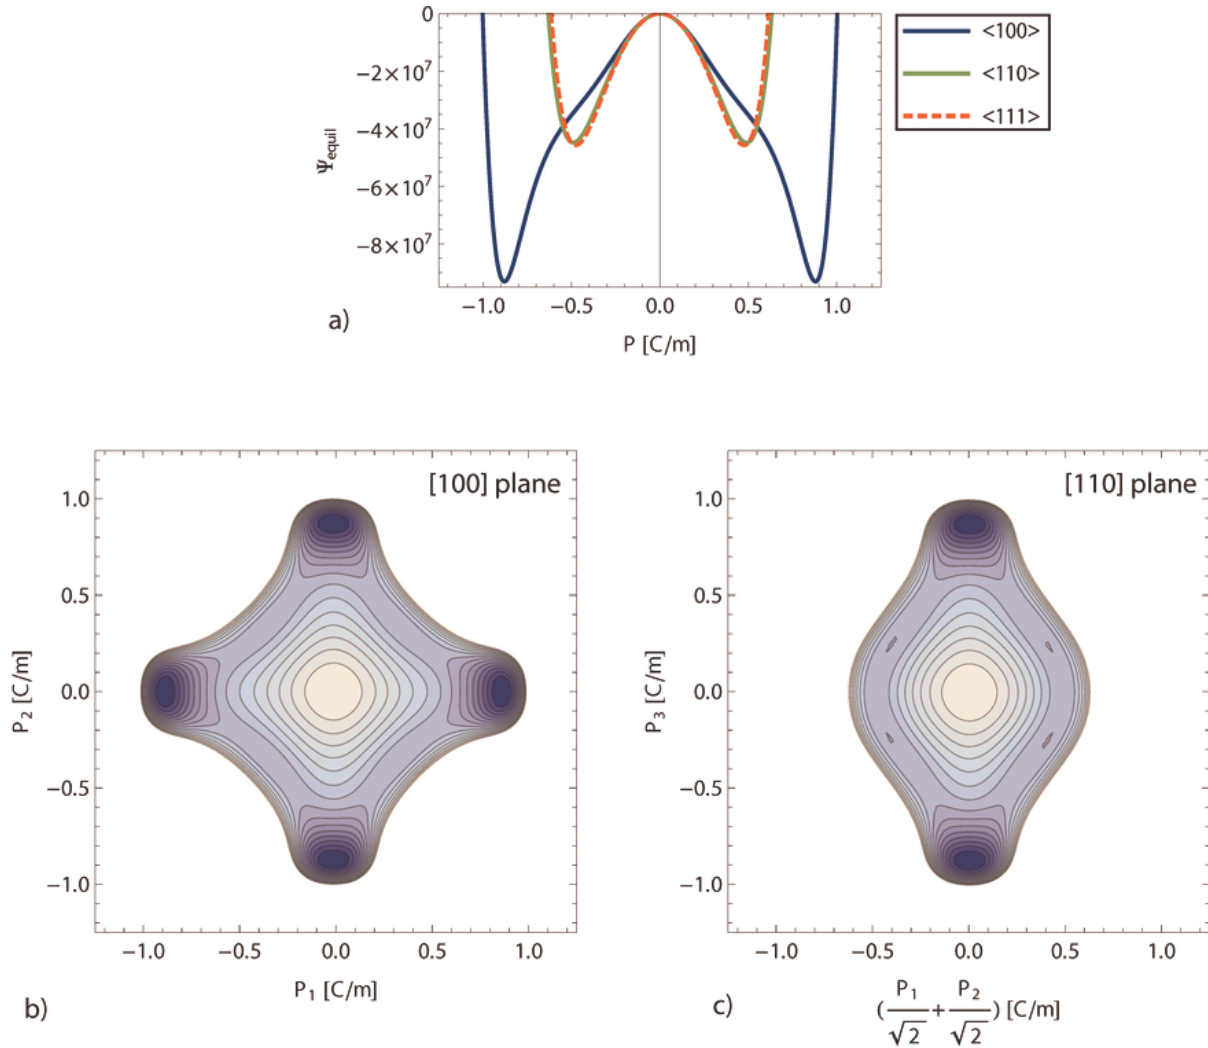 0
−2×10⁷
−4×10⁷
−6×10⁷
−8×10⁷
Ψequil
−1.0 −0.5 0.0 0.5 1.0
P [C/m]
a)
<100>
<110>
<111>
[100] plane
1.0
0.5
0.0
−0.5
−1.0
P₂ [C/m]
−1.0 −0.5 0.0 0.5 1.0
P₁ [C/m]
b)
[110] plane
1.0
0.5
0.0
−0.5
−1.0
P₃ [C/m]
−1.0 −0.5 0.0 0.5 1.0
(P₁/√2 + P₂/√2) [C/m]
c)